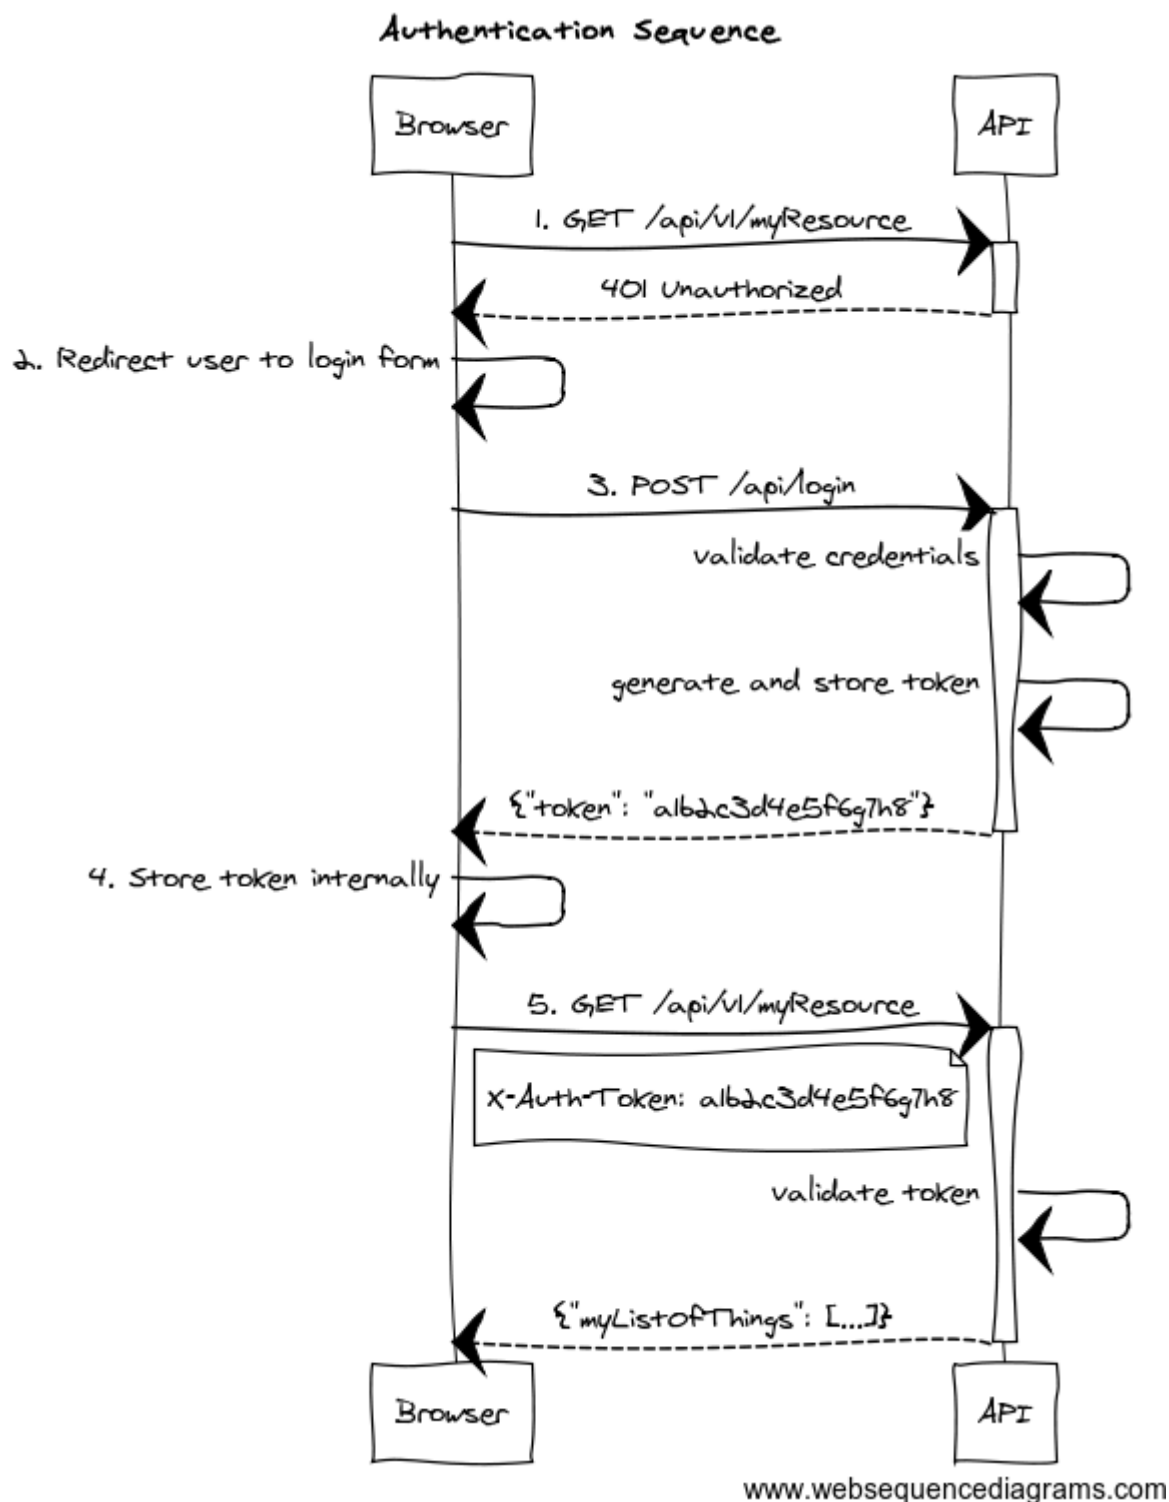 Authentication Sequence
Browser
API
1. GET /api/v1/myResource
401 Unauthorized
2. Redirect user to login form
3. POST /api/login
validate credentials
generate and store token
{"token": "a1b2c3d4e5f6g7h8"}
4. Store token internally
5. GET /api/v1/myResource
X-Auth-Token: a1b2c3d4e5f6g7h8
validate token
{"myListOfThings": [...]}
Browser
API
www.websequencediagrams.com